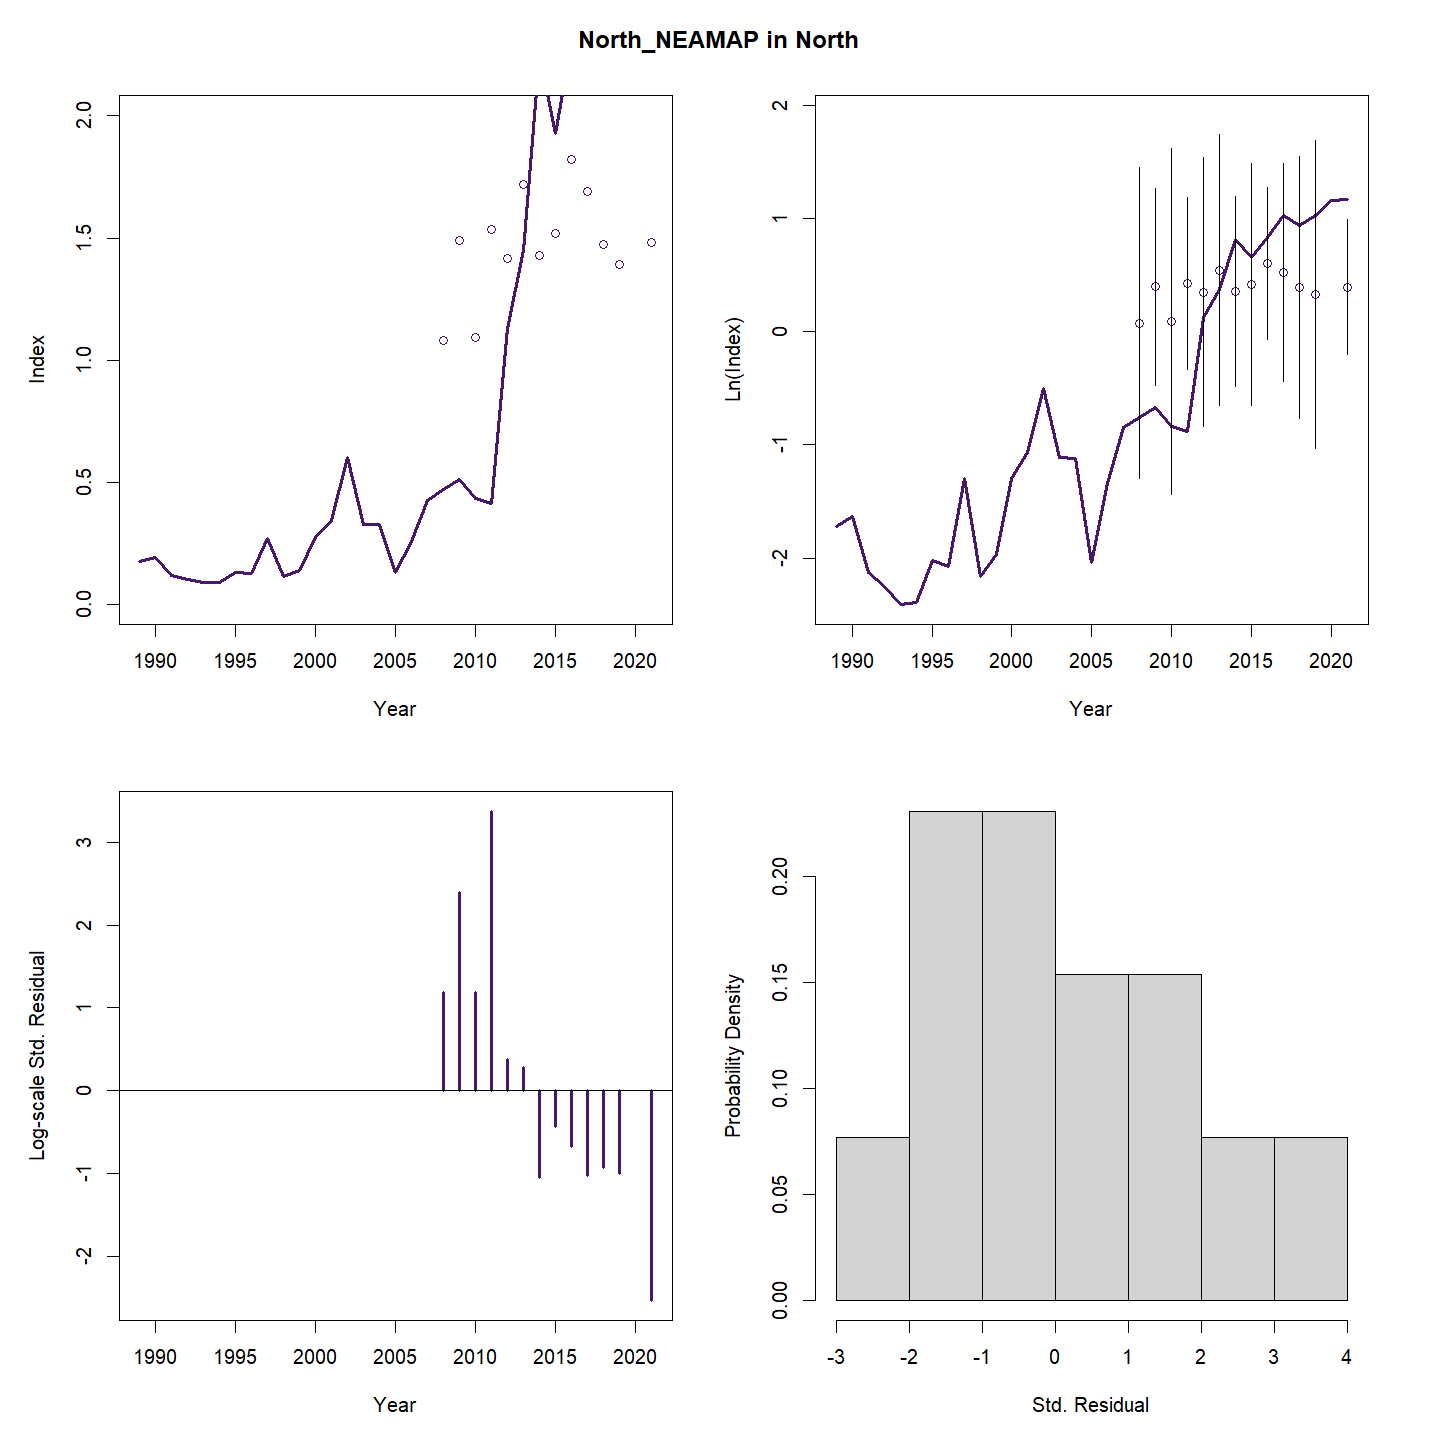 North_NEAMAP in North
Index
2.0
1.5
1.0
0.5
0.0
1990 1995 2000 2005 2010 2015 2020
Year
Ln(Index)
2
1
0
-1
-2
1990 1995 2000 2005 2010 2015 2020
Year
Log-scale Std. Residual
3
2
1
0
-1
-2
1990 1995 2000 2005 2010 2015 2020
Year
Probability Density
0.20
0.15
0.10
0.05
0.00
-3 -2 -1 0 1 2 3 4
Std. Residual